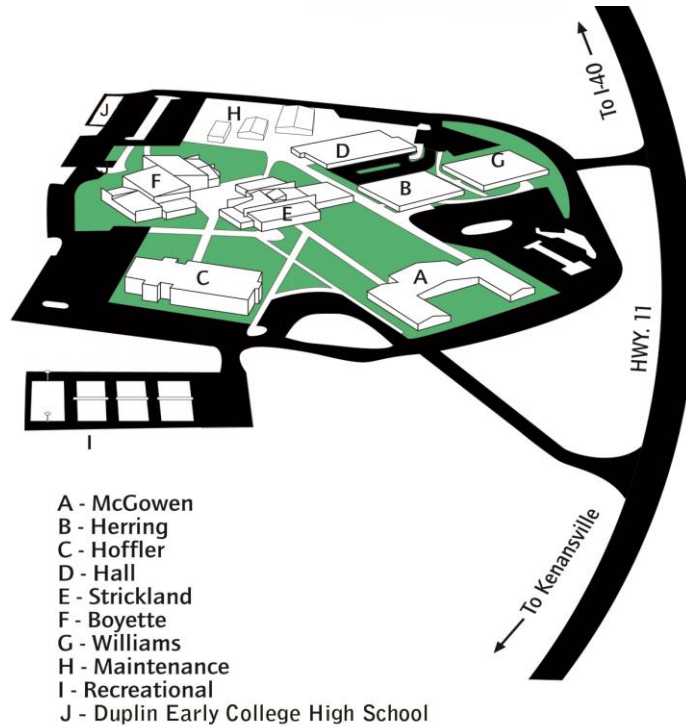 To I-40
J
H
D
G
B
F
E
C
A
HWY. 11
I
To Kenansville
A - McGowen
B - Herring
C - Hoffler
D - Hall
E - Strickland
F - Boyette
G - Williams
H - Maintenance
I - Recreational
J - Duplin Early College High School